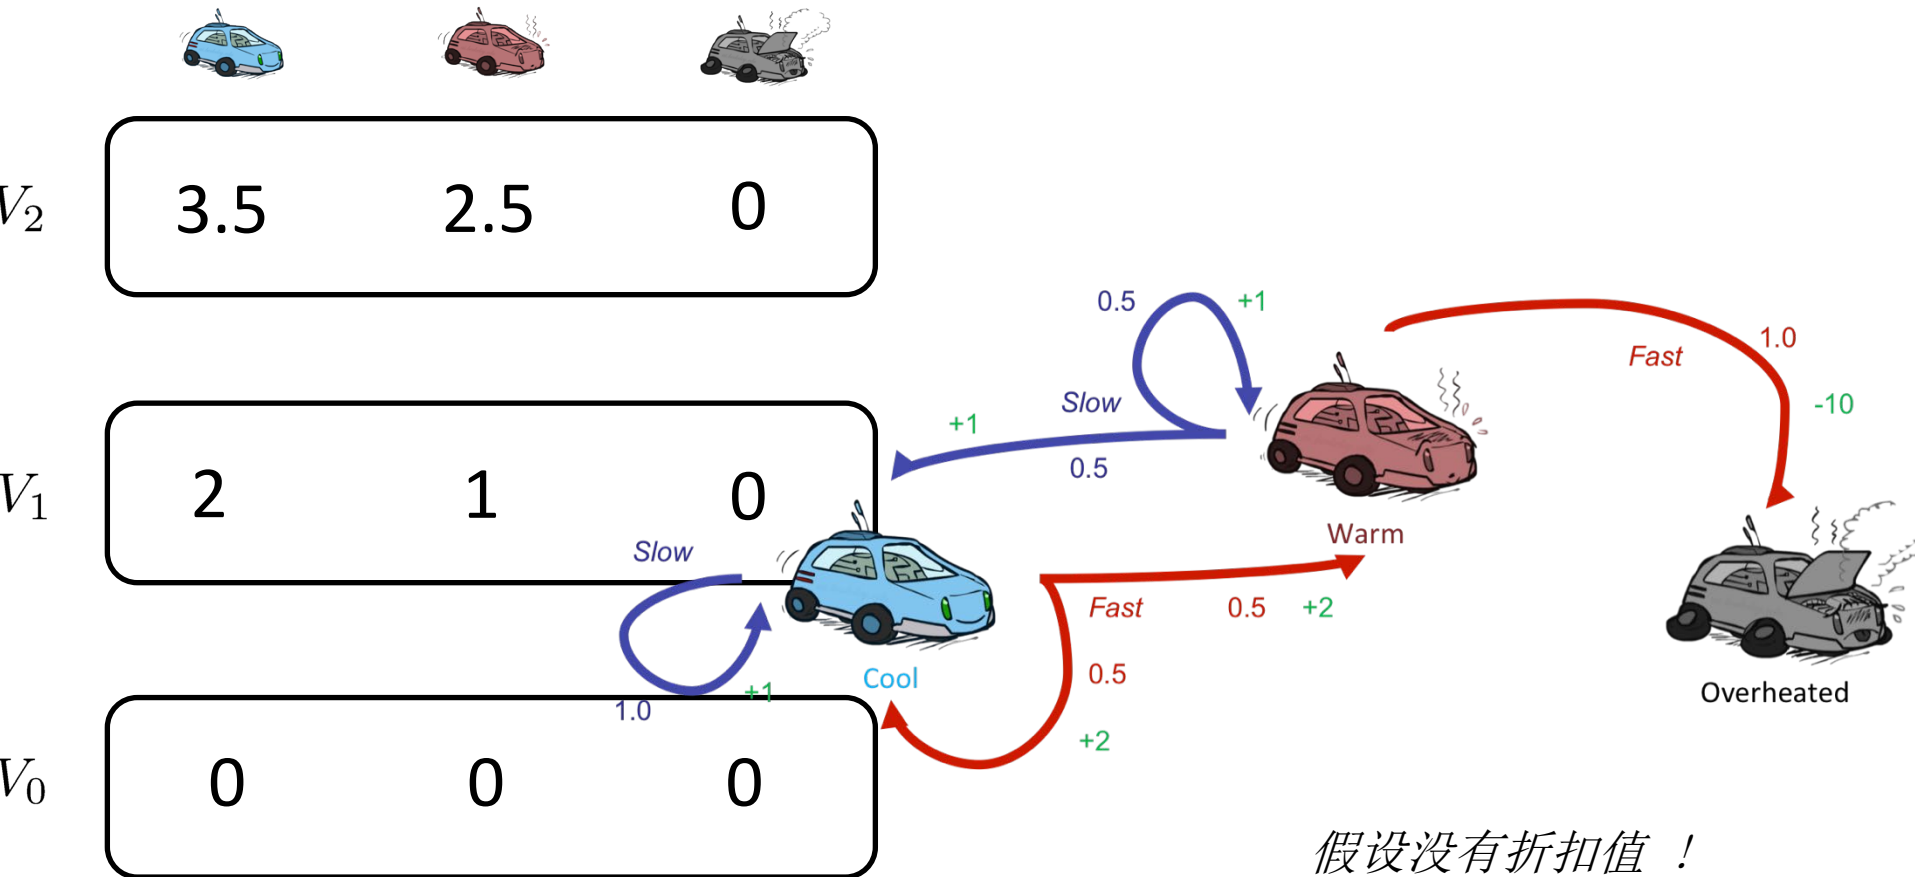 V2 3.5 2.5 0
0.5 +1
1.0
Fast
-10
Slow
+1
0.5
V1 2 1 0
Warm
Slow
Fast 0.5 +2
0.5
Cool
Overheated
+1
1.0
+2
V0 0 0 0
假设没有折扣值 ！